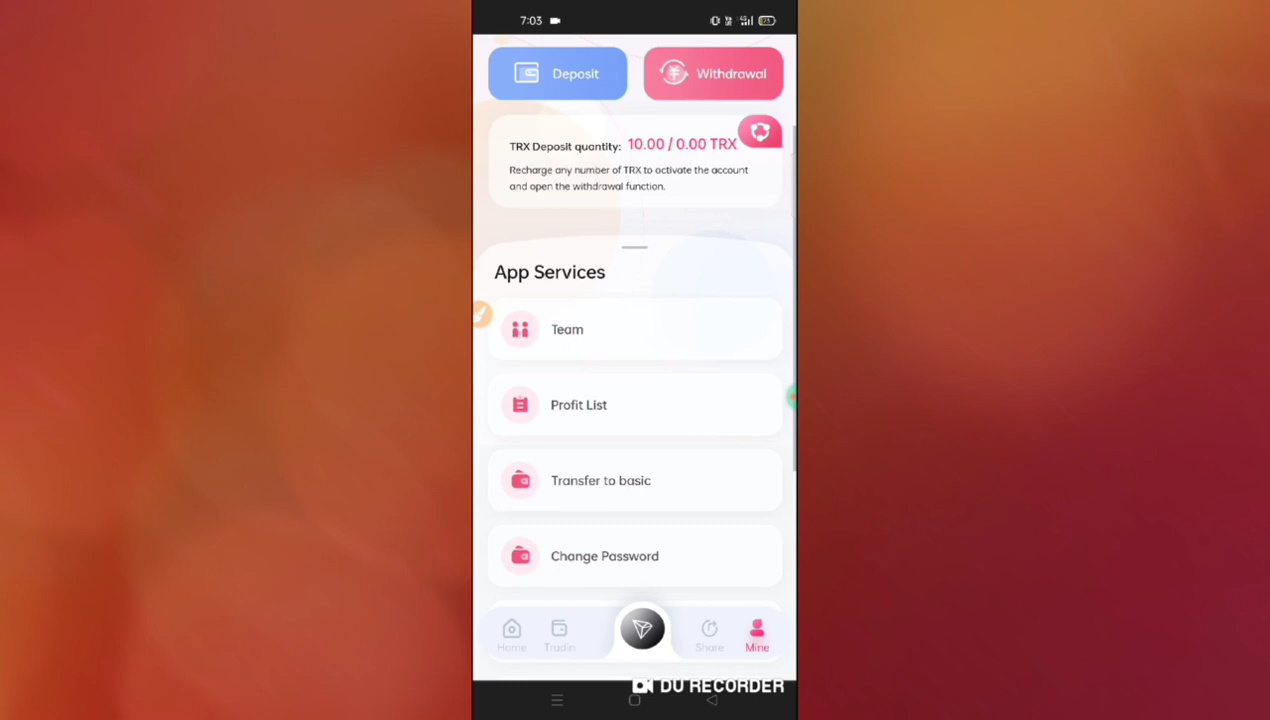 7:03
Deposit
Withdrawal
TRX Deposit quantity: 10.00 / 0.00 TRX
Recharge any number of TRX to octivate the account
and open the withdrawal function.
App Services
Team
Profit List
Transfer to basic
Change Password
Home
Tradin
Share
Mine
DU RECORDER